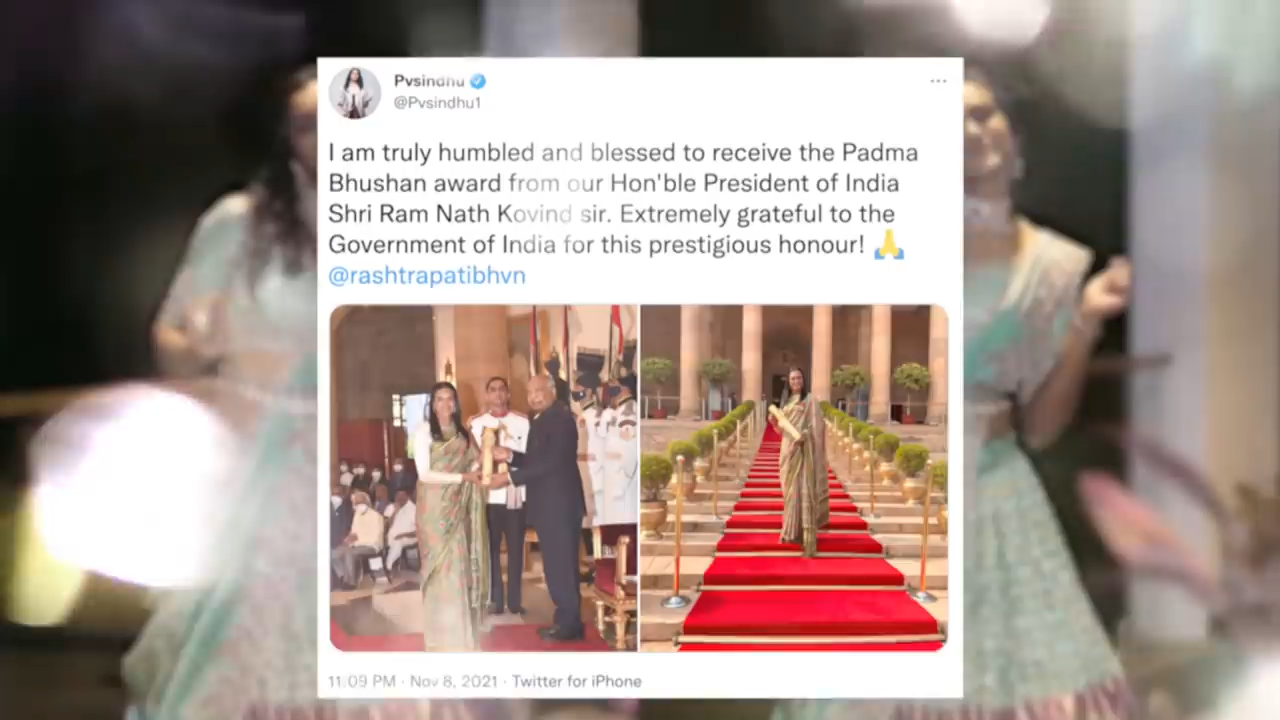 Pvsindhu
@Pvsindhu1
I am truly humbled and blessed to receive the Padma
Bhushan award from our Hon'ble President of India
Shri Ram Nath Kovind sir. Extremely grateful to the
Government of India for this prestigious honour! 🙏
@rashtrapatibhvn
11:09 PM · Nov 8, 2021 · Twitter for iPhone